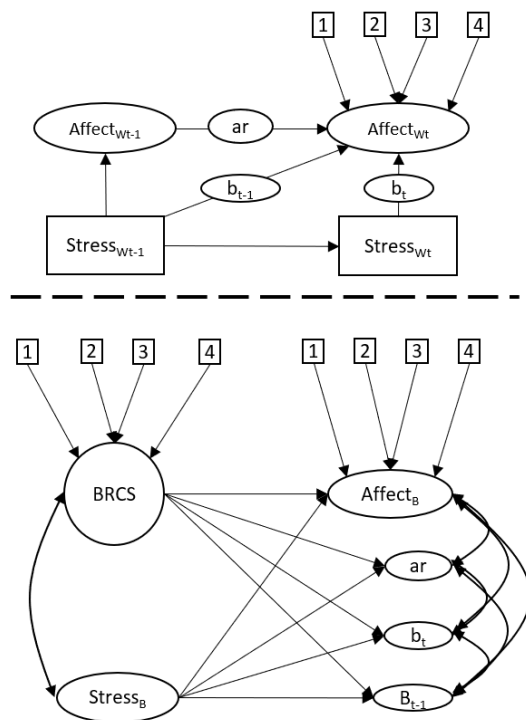 1 2 3 4
Affect_Wt-1 ar Affect_Wt
b_t-1 b_t
Stress_Wt-1 Stress_Wt
1 2 3 4 1 2 3 4
BRCS Affect_B
ar
b_t
Stress_B B_t-1